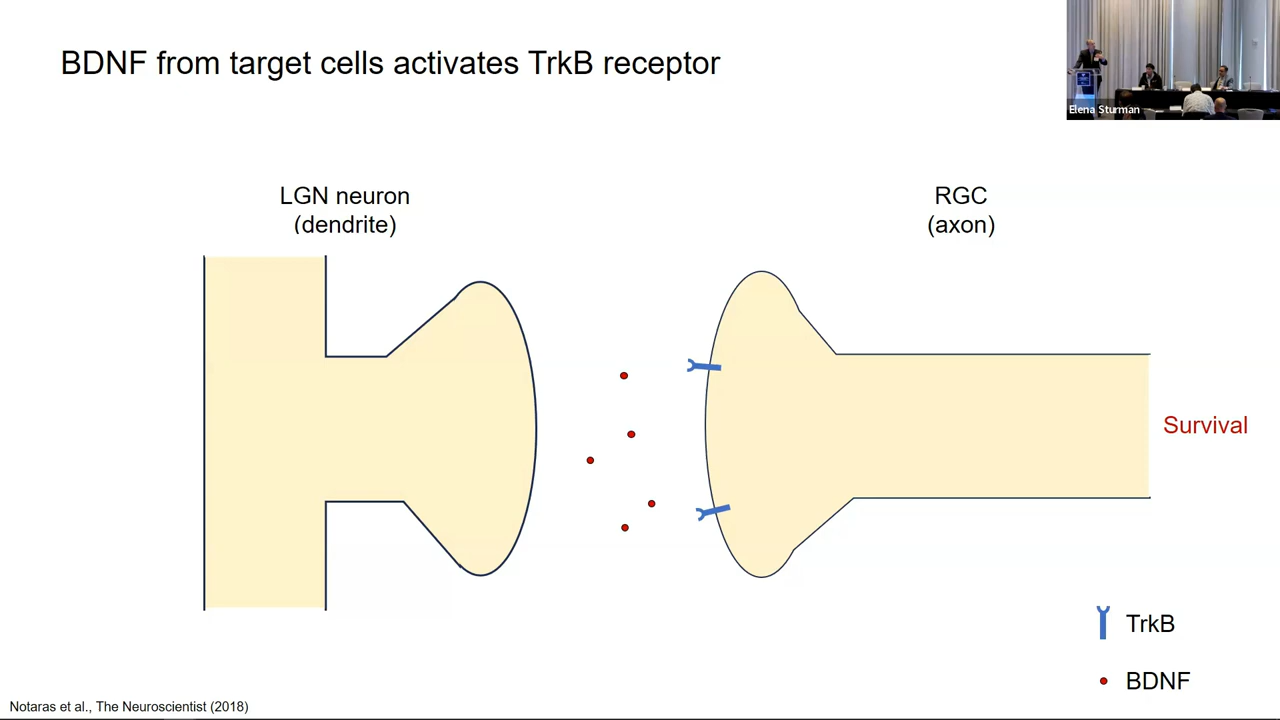 BDNF from target cells activates TrkB receptor
Elena Sturman
LGN neuron
(dendrite)
RGC
(axon)
Survival
TrkB
BDNF
Notaras et al., The Neuroscientist (2018)